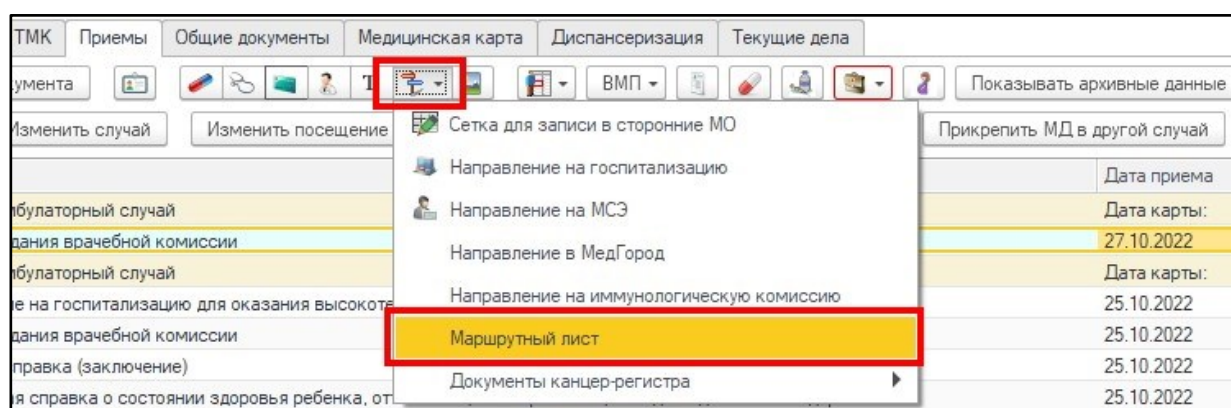 ТМК Приемы Общие документы Медицинская карта Диспансеризация Текущие дела
умента Т ВМП Показывать архивные данные
Изменить случай Изменить посещение Прикрепить МД в другой случай
Сетка для записи в сторонние МО
Направление на госпитализацию
Направление на МСЭ
Направление в МедГород
Направление на иммунологическую комиссию
Маршрутный лист
Документы канцер-регистра
Дата приема
булаторный случай Дата карты:
дания врачебной комиссии 27.10.2022
булаторный случай Дата карты:
е на госпитализацию для оказания высокоте 25.10.2022
дания врачебной комиссии 25.10.2022
правка (заключение) 25.10.2022
я справка о состоянии здоровья ребенка, от 25.10.2022